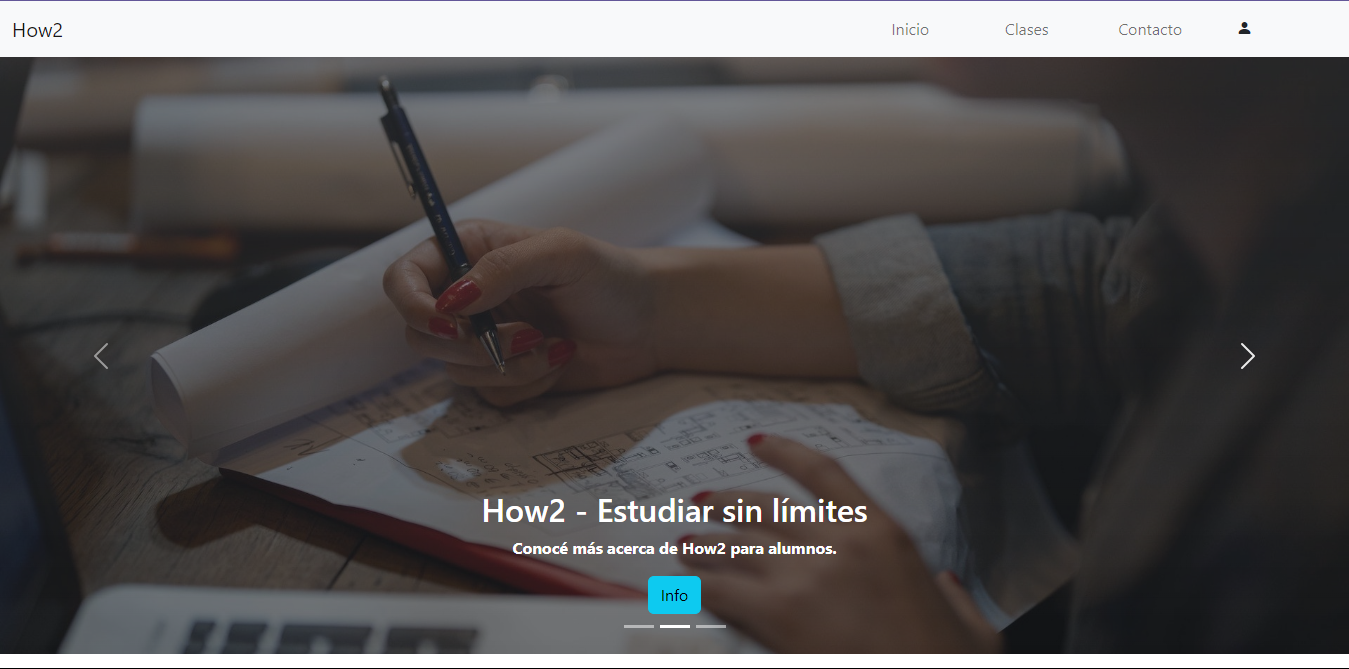 How2
Inicio
Clases
Contacto
How2 - Estudiar sin límites
Conocé más acerca de How2 para alumnos.
Info